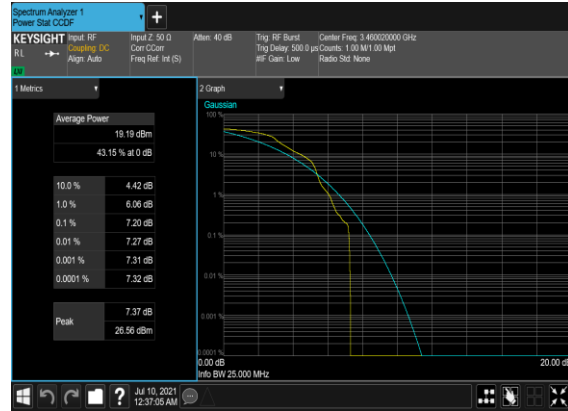 Spectrum Analyzer 1
Power Stat CCDF
+
KEYSIGHT
RL
Input: RF
Coupling: DC
Align: Auto
Input Z: 50 Ω
Corr CCorr
Freq Ref: Int (S)
Atten: 40 dB
Trig: RF Burst
Trig Delay: 500.0 µs
#IF Gain: Low
Center Freq: 3.460020000 GHz
Counts: 1.00 M/1.00 Mpt
Radio Std: None
LXI
1 Metrics
Average Power
19.19 dBm
43.15 % at 0 dB
10.0 % 4.42 dB
1.0 % 6.06 dB
0.1 % 7.20 dB
0.01 % 7.27 dB
0.001 % 7.31 dB
0.0001 % 7.32 dB
Peak
7.37 dB
26.56 dBm
2 Graph
Gaussian
100 %
10 %
1 %
0.1 %
0.01 %
0.001 %
0.0001 %
0.00 dB
20.00 dB
Info BW 25.000 MHz
?
Jul 10, 2021
12:37:05 AM